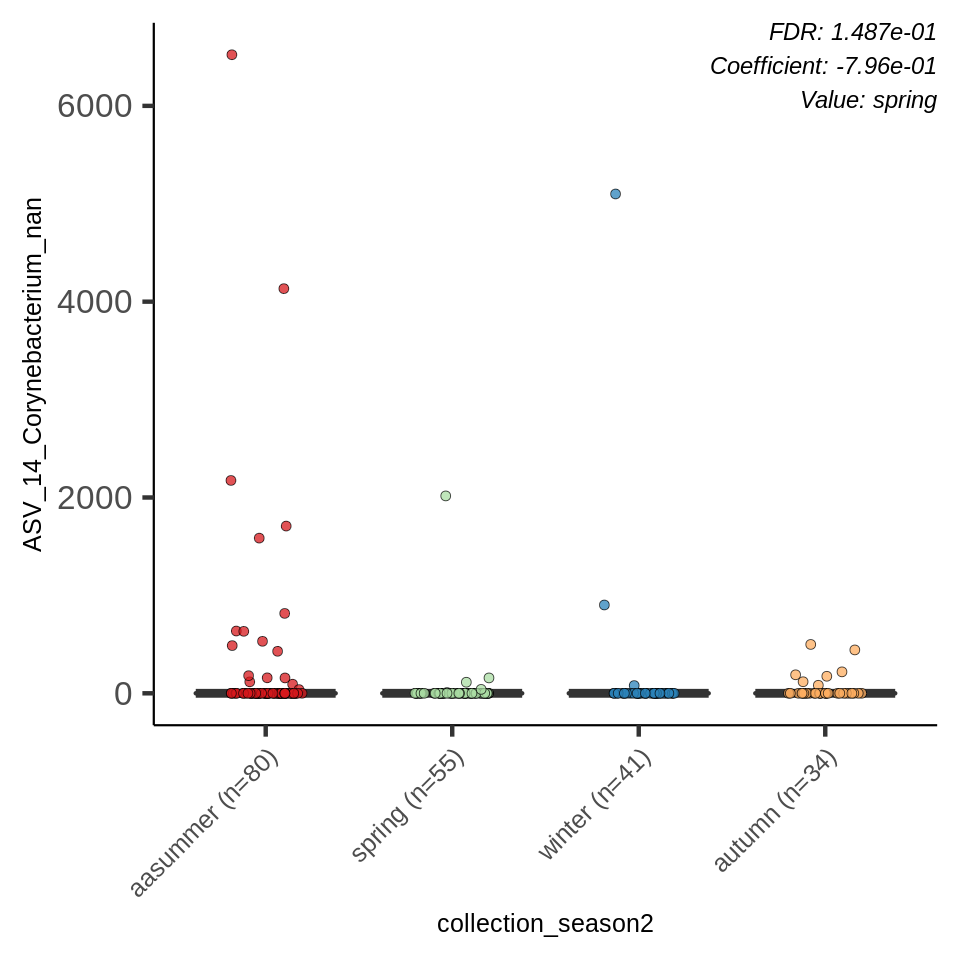 FDR: 1.487e-01
Coefficient: -7.96e-01
Value: spring
ASV_14_Corynebacterium_nan
6000
4000
2000
0
aasummer (n=80)
spring (n=55)
winter (n=41)
autumn (n=34)
collection_season2